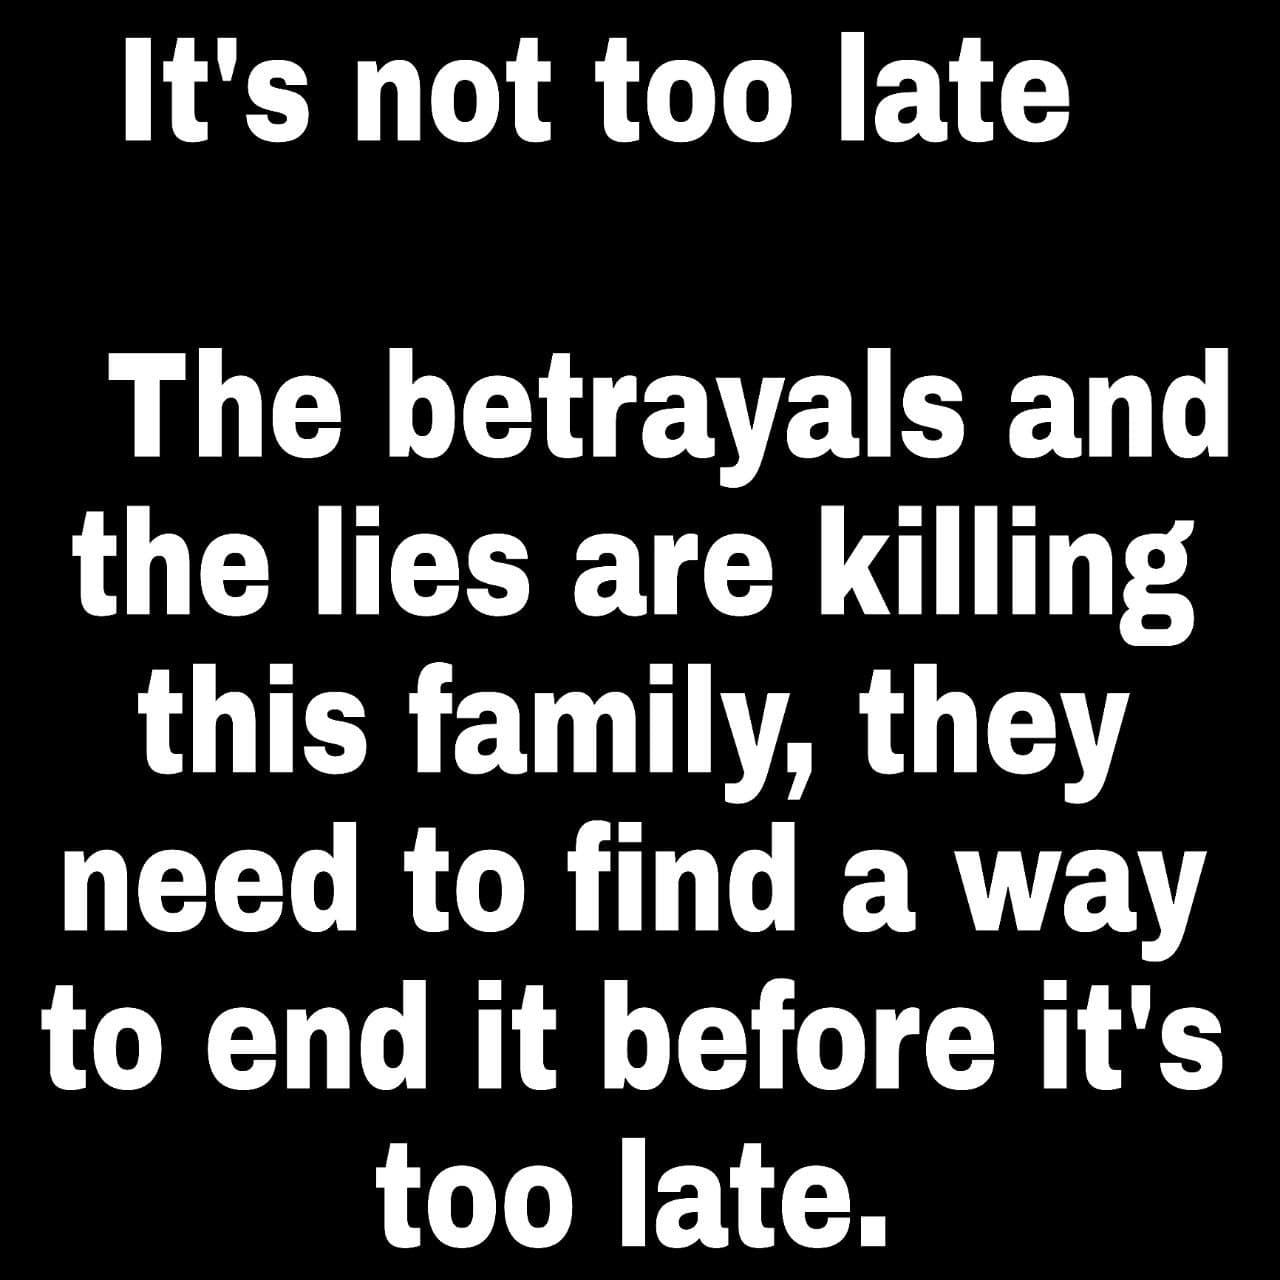 It's not too late
The betrayals and
the lies are killing
this family, they
need to find a way
to end it before it's
too late.